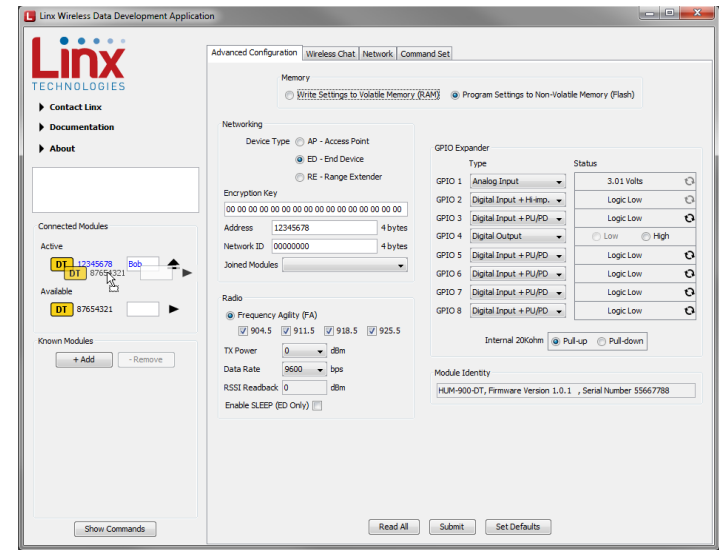 Linx Wireless Data Development Application
Linx
TECHNOLOGIES
Contact Linx
Documentation
About
Connected Modules
Active
DT 12345678 Bob
DT 87654321
Available
DT 87654321
Known Modules
+ Add - Remove
Show Commands
Advanced Configuration Wireless Chat Network Command Set
Memory
Write Settings to Volatile Memory (RAM) Program Settings to Non-Volatile Memory (Flash)
Networking
Device Type AP - Access Point
ED - End Device
RE - Range Extender
Encryption Key
00 00 00 00 00 00 00 00 00 00 00 00 00 00 00 00
Address 12345678 4 bytes
Network ID 00000000 4 bytes
Joined Modules
Radio
Frequency Agility (FA)
904.5 911.5 918.5 925.5
TX Power 0 dBm
Data Rate 9600 bps
RSSI Readback 0 dBm
Enable SLEEP (ED Only)
GPIO Expander
Type Status
GPIO 1 Analog Input 3.01 Volts
GPIO 2 Digital Input + Hi-imp. Logic Low
GPIO 3 Digital Input + PU/PD Logic Low
GPIO 4 Digital Output Low High
GPIO 5 Digital Input + PU/PD Logic Low
GPIO 6 Digital Input + PU/PD Logic Low
GPIO 7 Digital Input + PU/PD Logic Low
GPIO 8 Digital Input + PU/PD Logic Low
Internal 20Kohm Pull-up Pull-down
Module Identity
HUM-900-DT, Firmware Version 1.0.1 , Serial Number 55667788
Read All Submit Set Defaults